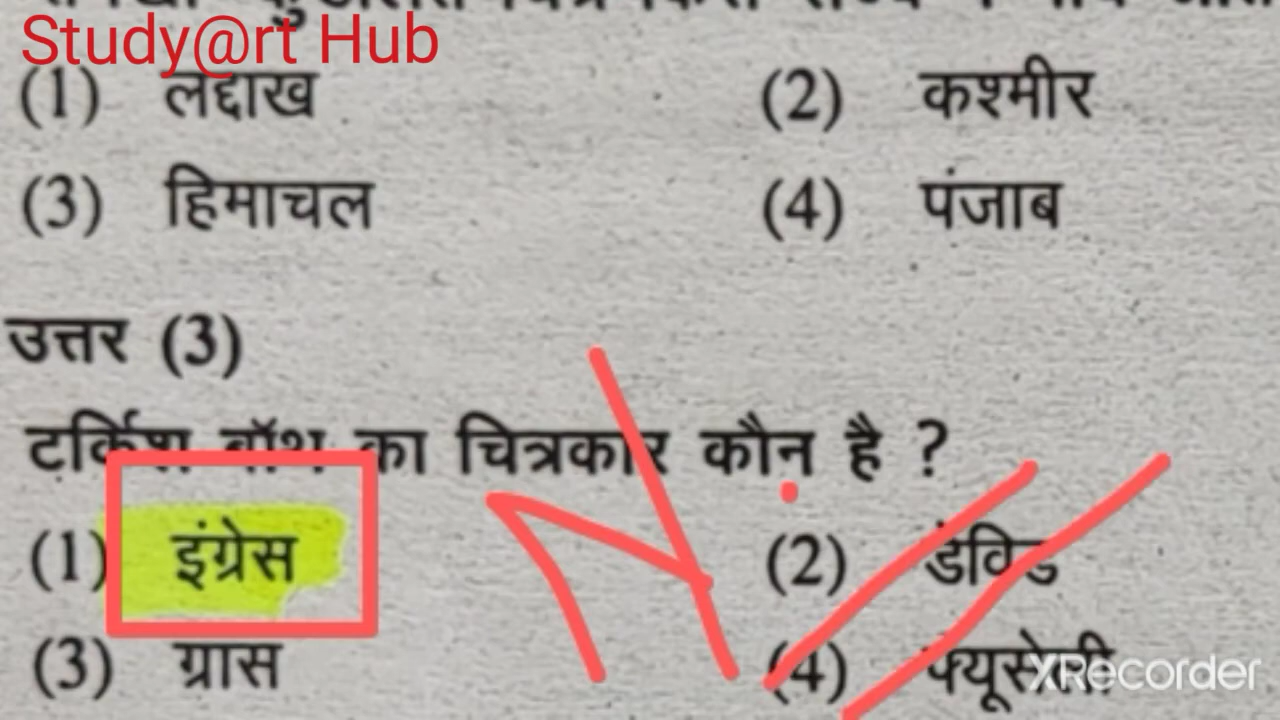 Study@rt Hub
(1) लद्दाख (2) कश्मीर
(3) हिमाचल (4) पंजाब
उत्तर (3)
टर्किश बॉथ का चित्रकार कौन है ?
(1) इंग्रेस (2) डेविड
(3) ग्रास (4) फ्यूसेली
XRecorder